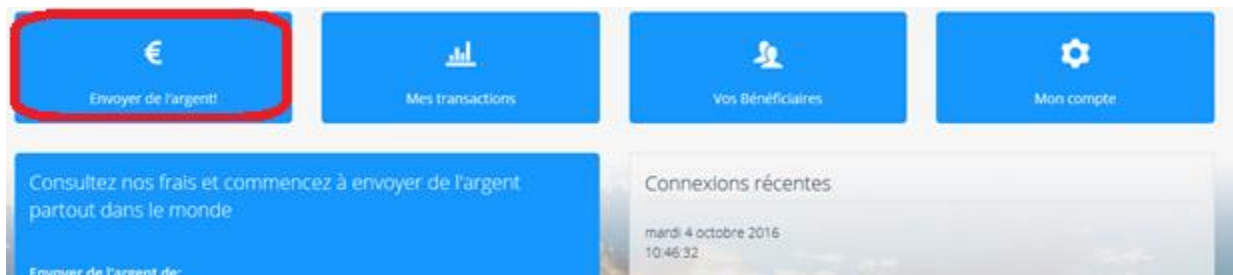 €
Envoyer de l'argent!
Mes transactions
Vos Bénéficiaires
Mon compte
Consultez nos frais et commencez à envoyer de l'argent
partout dans le monde
Envoyer de l'argent de:
Connexions récentes
mardi 4 octobre 2016
10:46:32